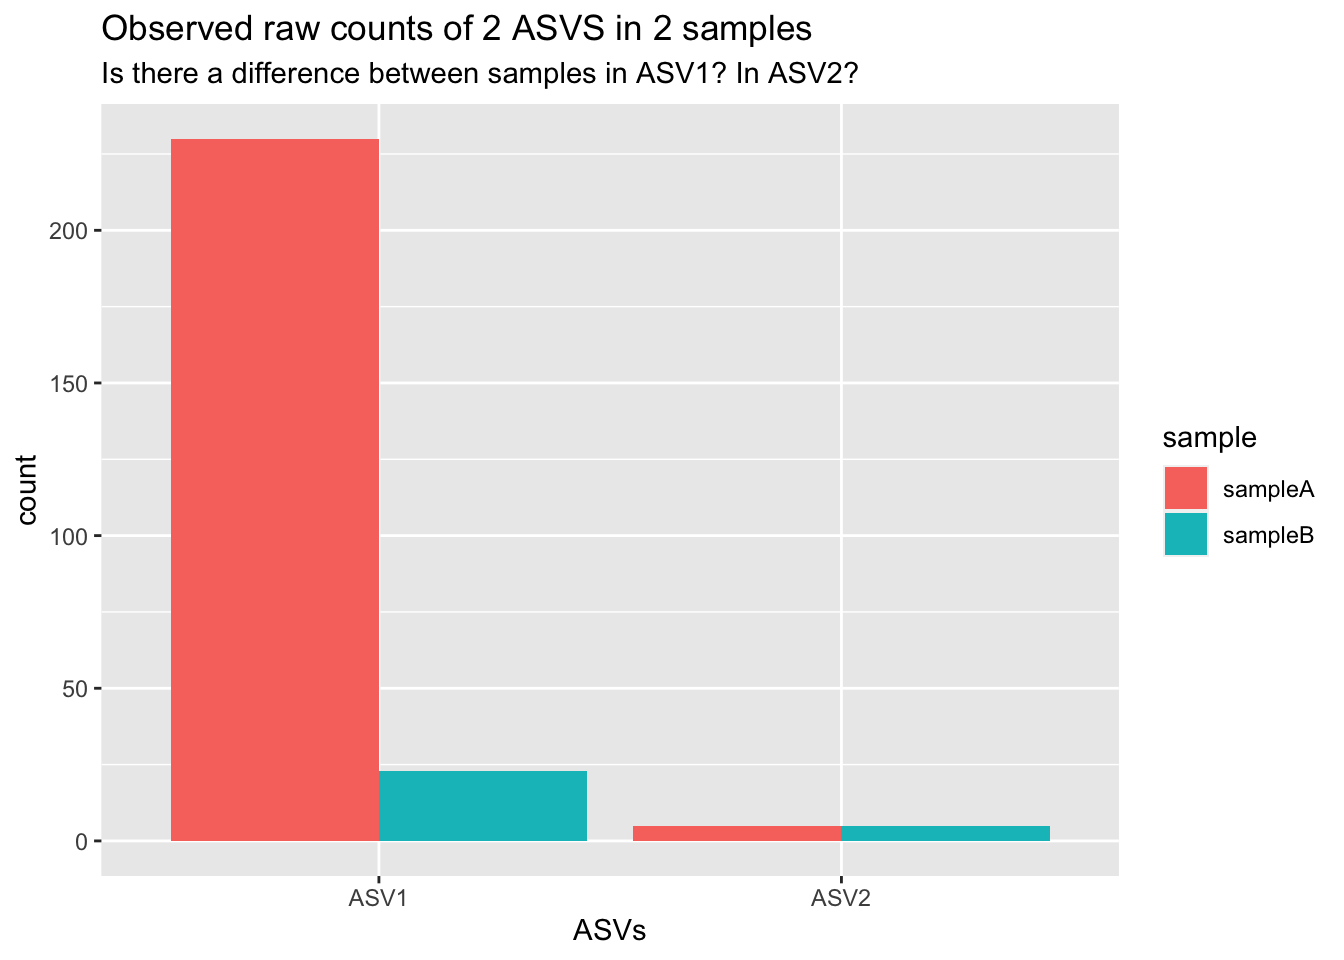 Observed raw counts of 2 ASVS in 2 samples
Is there a difference between samples in ASV1? In ASV2?
count
200
150
100
50
0
ASV1
ASV2
ASVs
sample
sampleA
sampleB